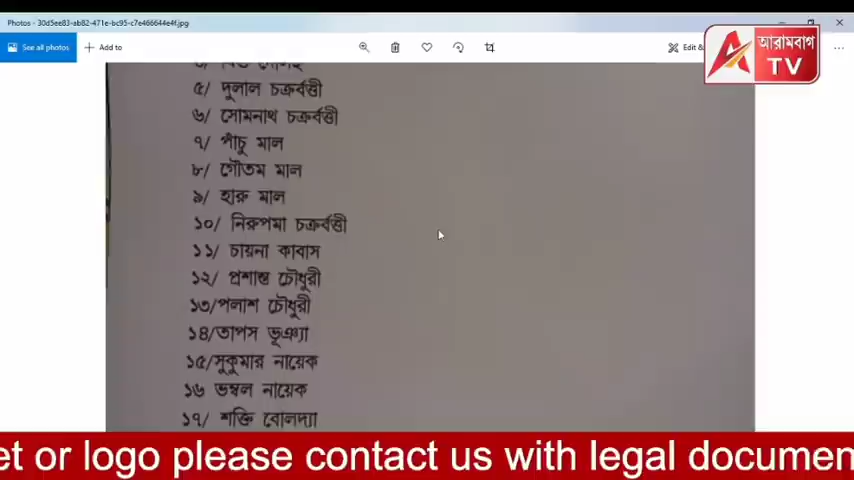 Photos - 30d5ee83-ab82-471e-bc95-c7e466644e4f.jpg
See all photos
Add to
Edit &
আরামবাগ
TV
৫/ দুলাল চক্রবর্ত্তী
৬/ সোমনাথ চক্রবর্ত্তী
৭/ পাঁচু মাল
৮/ গৌতম মাল
৯/ হারু মাল
১০/ নিরুপমা চক্রবর্ত্তী
১১/ চায়না কাবাস
১২/ প্রশান্ত চৌধুরী
১৩/পলাশ চৌধুরী
১৪/তাপস ভূঞ্যা
১৫/সুকুমার নায়েক
১৬ ভম্বল নায়েক
১৭/ শক্তি বোলদ্যা
et or logo please contact us with legal documen